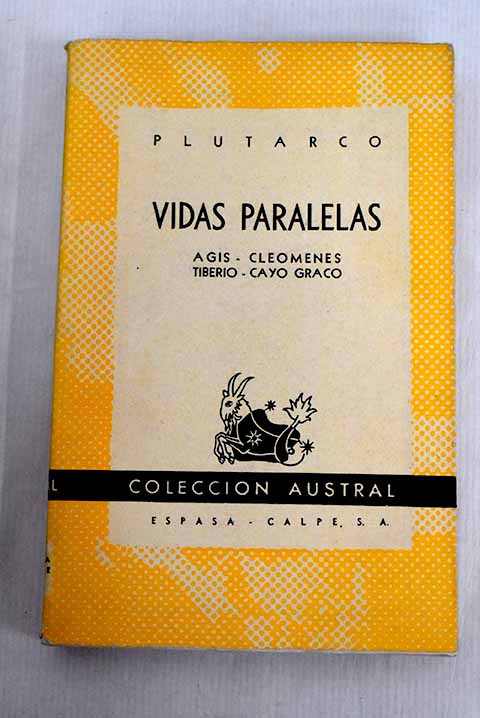 PLUTARCO
VIDAS PARALELAS
AGIS - CLEOMENES
TIBERIO - CAYO GRACO
L
COLECCION AUSTRAL
ESPASA - CALPE, S. A.